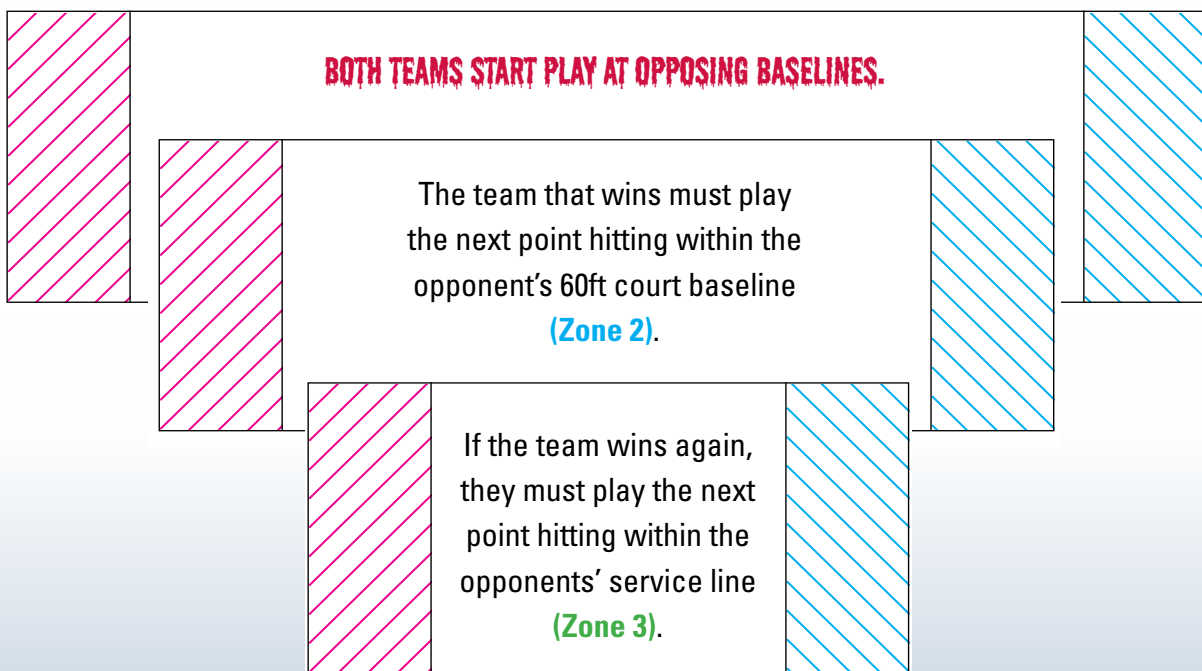 BOTH TEAMS START PLAY AT OPPOSING BASELINES.
The team that wins must play
the next point hitting within the
opponent’s 60ft court baseline
(Zone 2).
If the team wins again,
they must play the next
point hitting within the
opponents’ service line
(Zone 3).